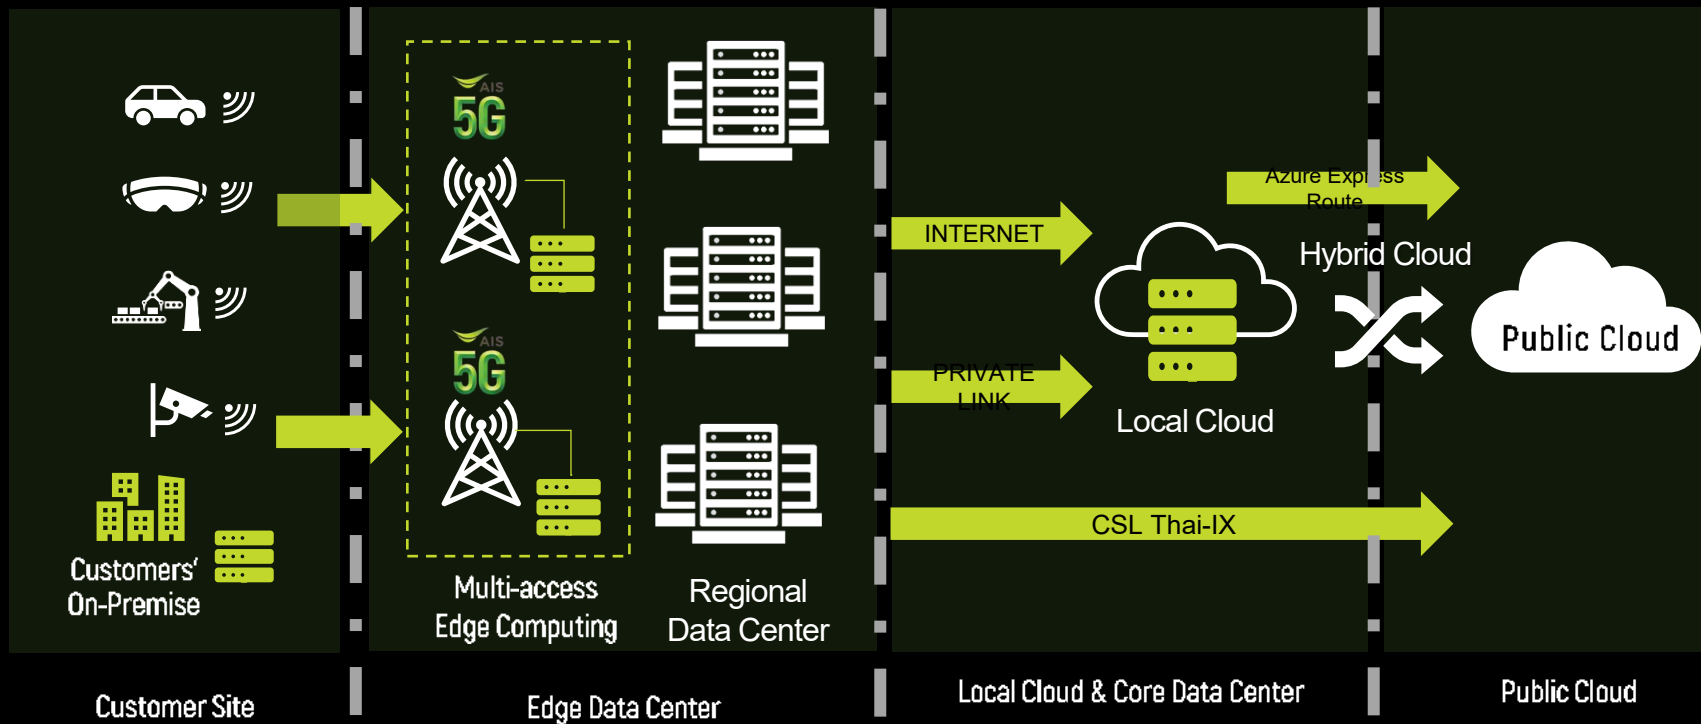 AIS
5G
AIS
5G
Customers'
On-Premise
Multi-access
Edge Computing
Regional
Data Center
INTERNET
PRIVATE
LINK
Local Cloud
Azure Express
Route
Hybrid Cloud
Public Cloud
CSL Thai-IX
Customer Site
Edge Data Center
Local Cloud & Core Data Center
Public Cloud